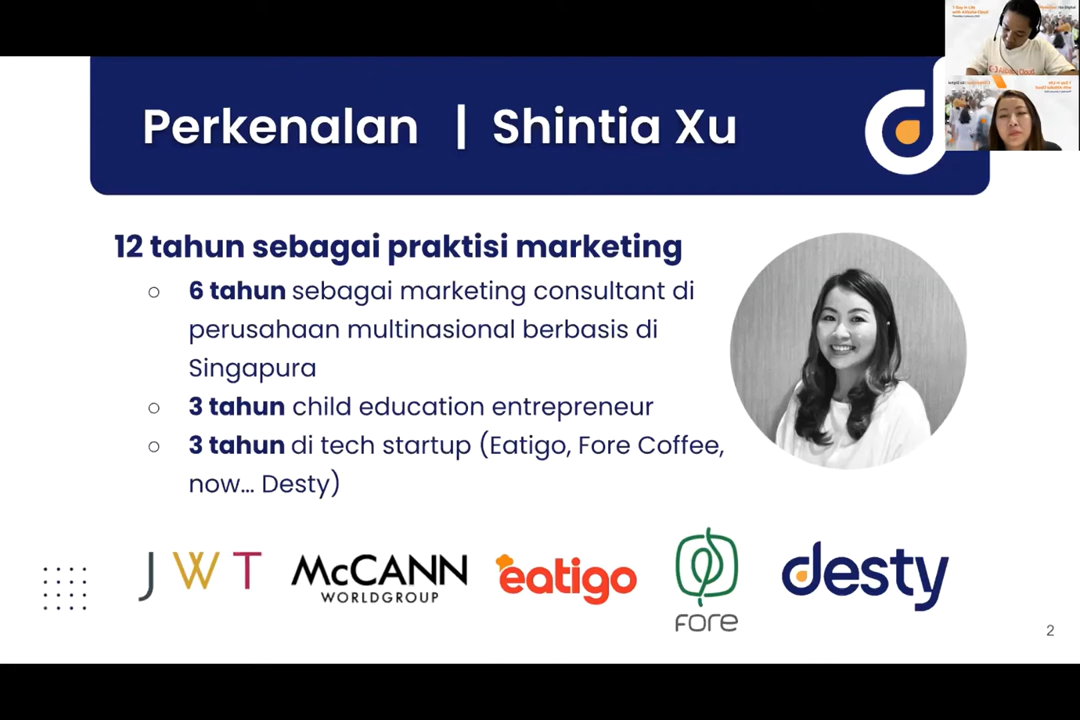 Perkenalan | Shintia Xu
12 tahun sebagai praktisi marketing
○ 6 tahun sebagai marketing consultant di
perusahaan multinasional berbasis di
Singapura
○ 3 tahun child education entrepreneur
○ 3 tahun di tech startup (Eatigo, Fore Coffee,
now... Desty)
JWT
McCANN
WORLDGROUP
eatigo
FORE
desty
2